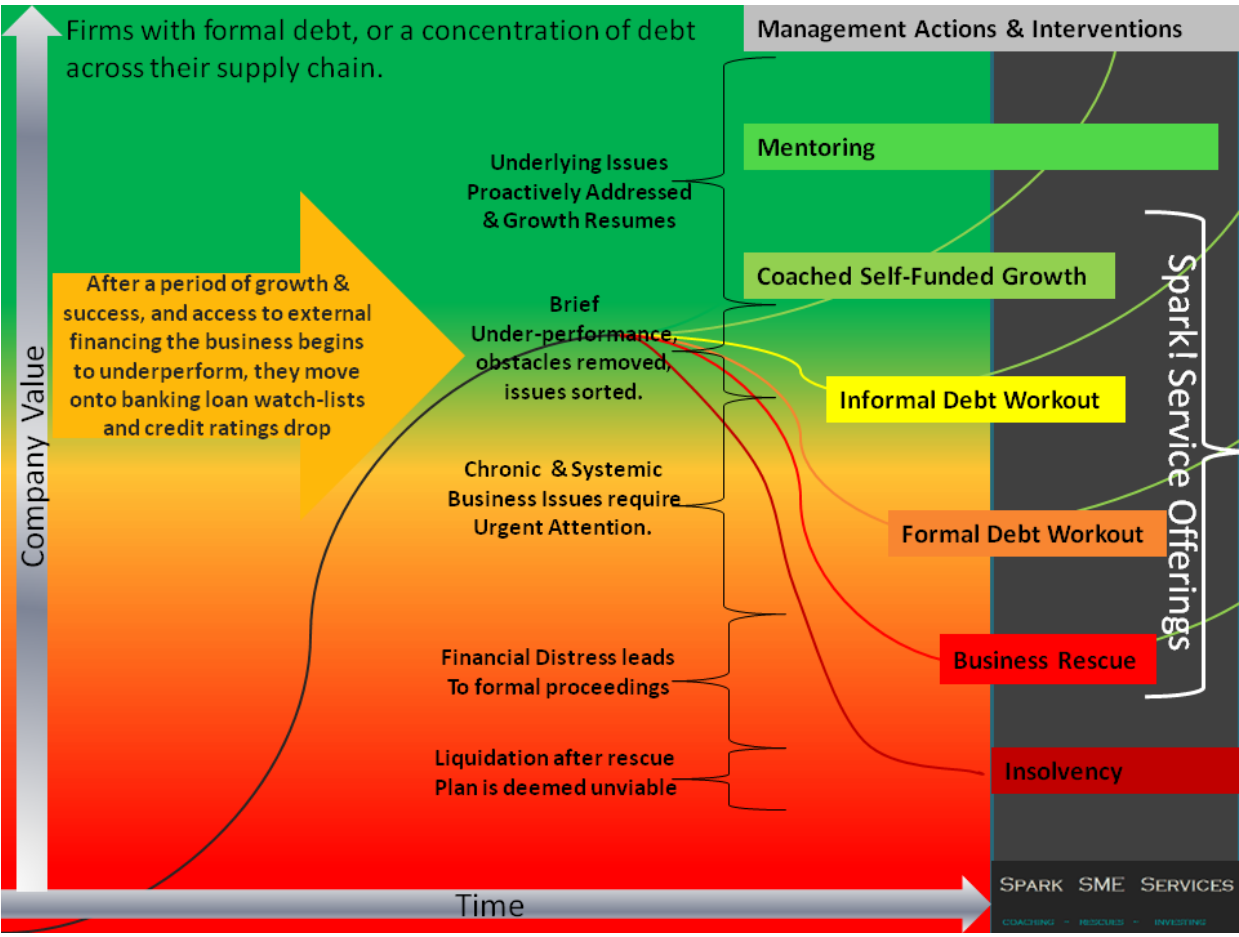 Firms with formal debt, or a concentration of debt
across their supply chain.
Management Actions & Interventions
Mentoring
Underlying Issues
Proactively Addressed
& Growth Resumes
Coached Self-Funded Growth
After a period of growth &
success, and access to external
financing the business begins
to underperform, they move
onto banking loan watch-lists
and credit ratings drop
Brief
Under-performance,
obstacles removed,
issues sorted.
Informal Debt Workout
Chronic & Systemic
Business Issues require
Urgent Attention.
Formal Debt Workout
Financial Distress leads
To formal proceedings
Business Rescue
Liquidation after rescue
Plan is deemed unviable
Insolvency
Spark! Service Offerings
Company Value
Time
SPARK SME SERVICES
COACHING - RESCUES - INVESTING